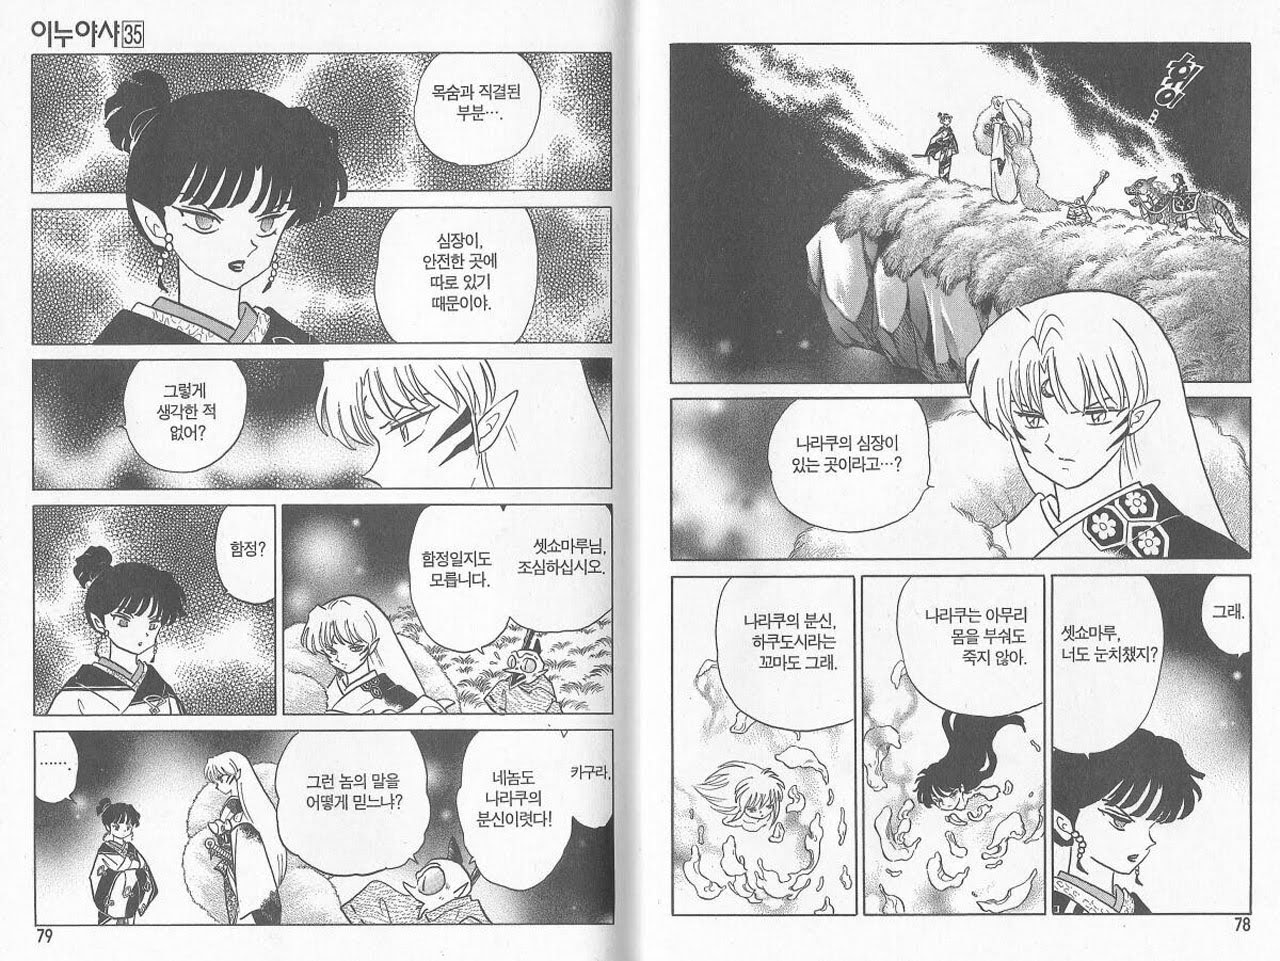 휘이…
나라쿠의 심장이
있는 곳이라고…?
그래.
셋쇼마루,
너도 눈치챘지?
나라쿠는 아무리
몸을 부숴도
죽지 않아.
나라쿠의 분신,
하쿠도시라는
꼬마도 그래.
78
이누야샤 35
목숨과 직결된
부분….
심장이,
안전한 곳에
따로 있기
때문이야.
그렇게
생각한 적
없어?
셋쇼마루님,
조심하십시오.
함정일지도
모릅니다.
함정?
카구라,
네놈도
나라쿠의
분신이렷다!
그런 놈의 말을
어떻게 믿느냐?
…….
79